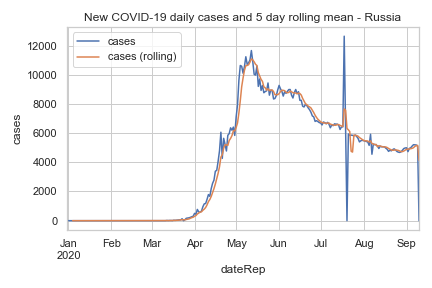 New COVID-19 daily cases and 5 day rolling mean - Russia
cases
cases (rolling)
12000
10000
8000
6000
4000
2000
0
cases
Jan Feb Mar Apr May Jun Jul Aug Sep
2020
dateRep